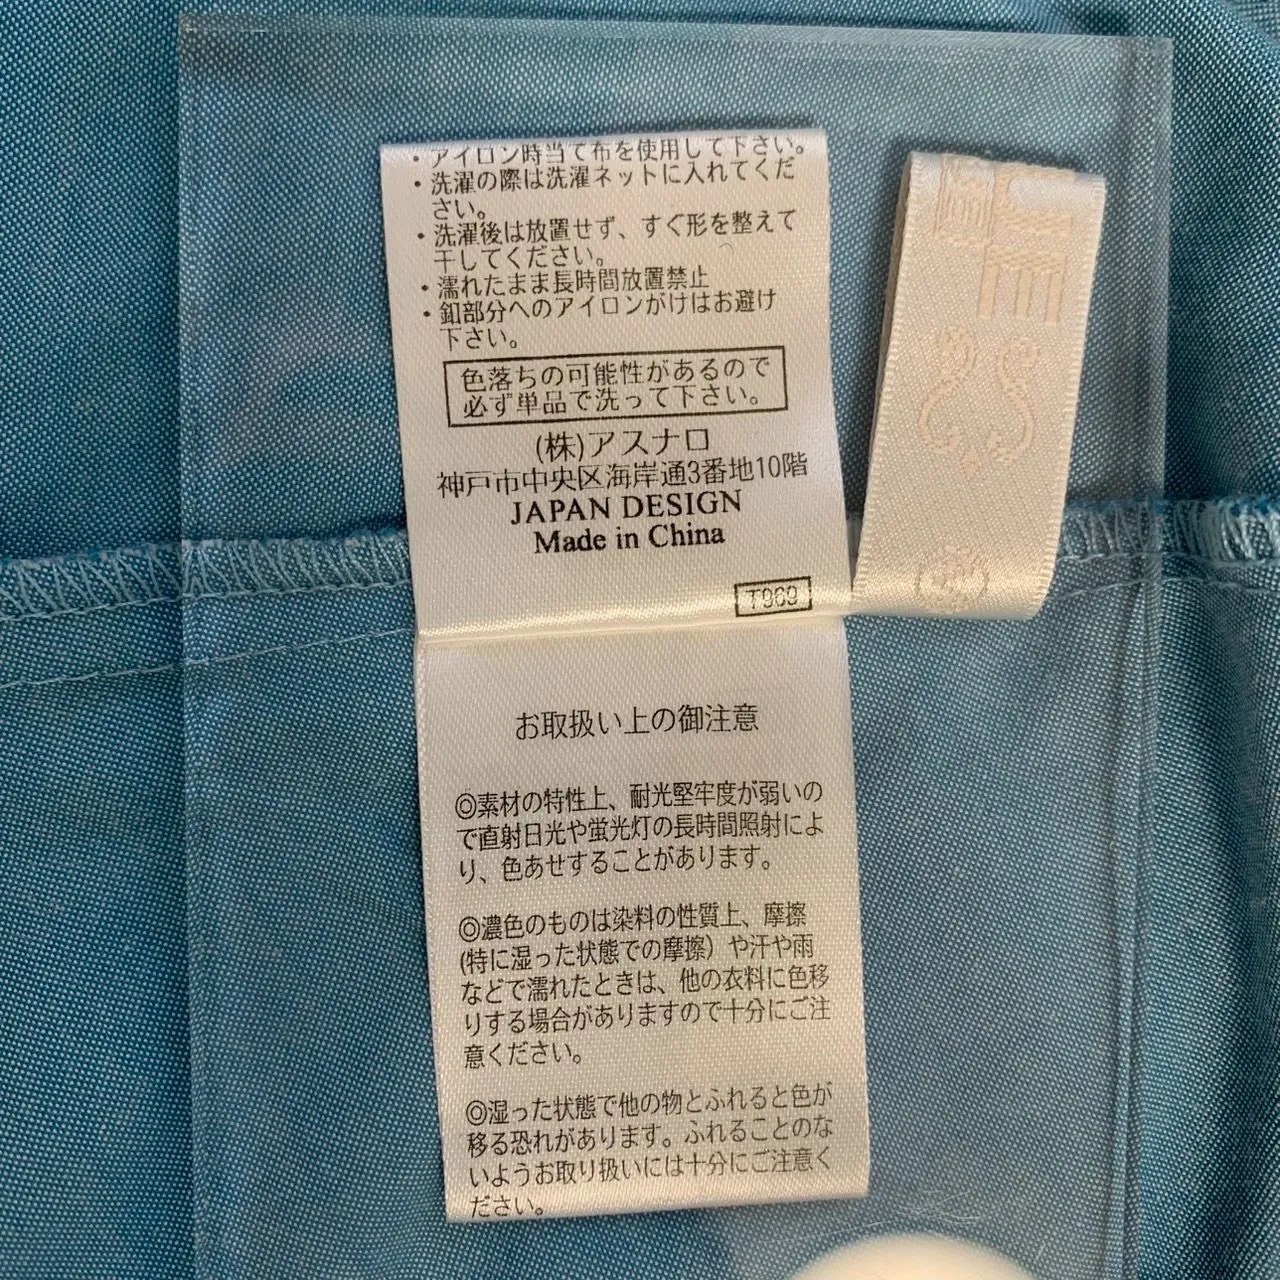 ・アイロン時当て布を使用して下さい。
・洗濯の際は洗濯ネットに入れてくだ
さい。
・洗濯後は放置せず、すぐ形を整えて
干してください。
・濡れたまま長時間放置禁止
・釦部分へのアイロンがけはお避け
下さい。
色落ちの可能性があるので
必ず単品で洗って下さい。
(株)アスナロ
神戸市中央区海岸通3番地10階
JAPAN DESIGN
Made in China
T969
お取扱い上の御注意
◎素材の特性上、耐光堅牢度が弱いの
で直射日光や蛍光灯の長時間照射によ
り、色あせすることがあります。
◎濃色のものは染料の性質上、摩擦
(特に湿った状態での摩擦）や汗や雨
などで濡れたときは、他の衣料に色移
りする場合がありますので十分にご注
意ください。
◎湿った状態で他の物とふれると色が
移る恐れがあります。ふれることのな
いようお取り扱いには十分にご注意く
ださい。